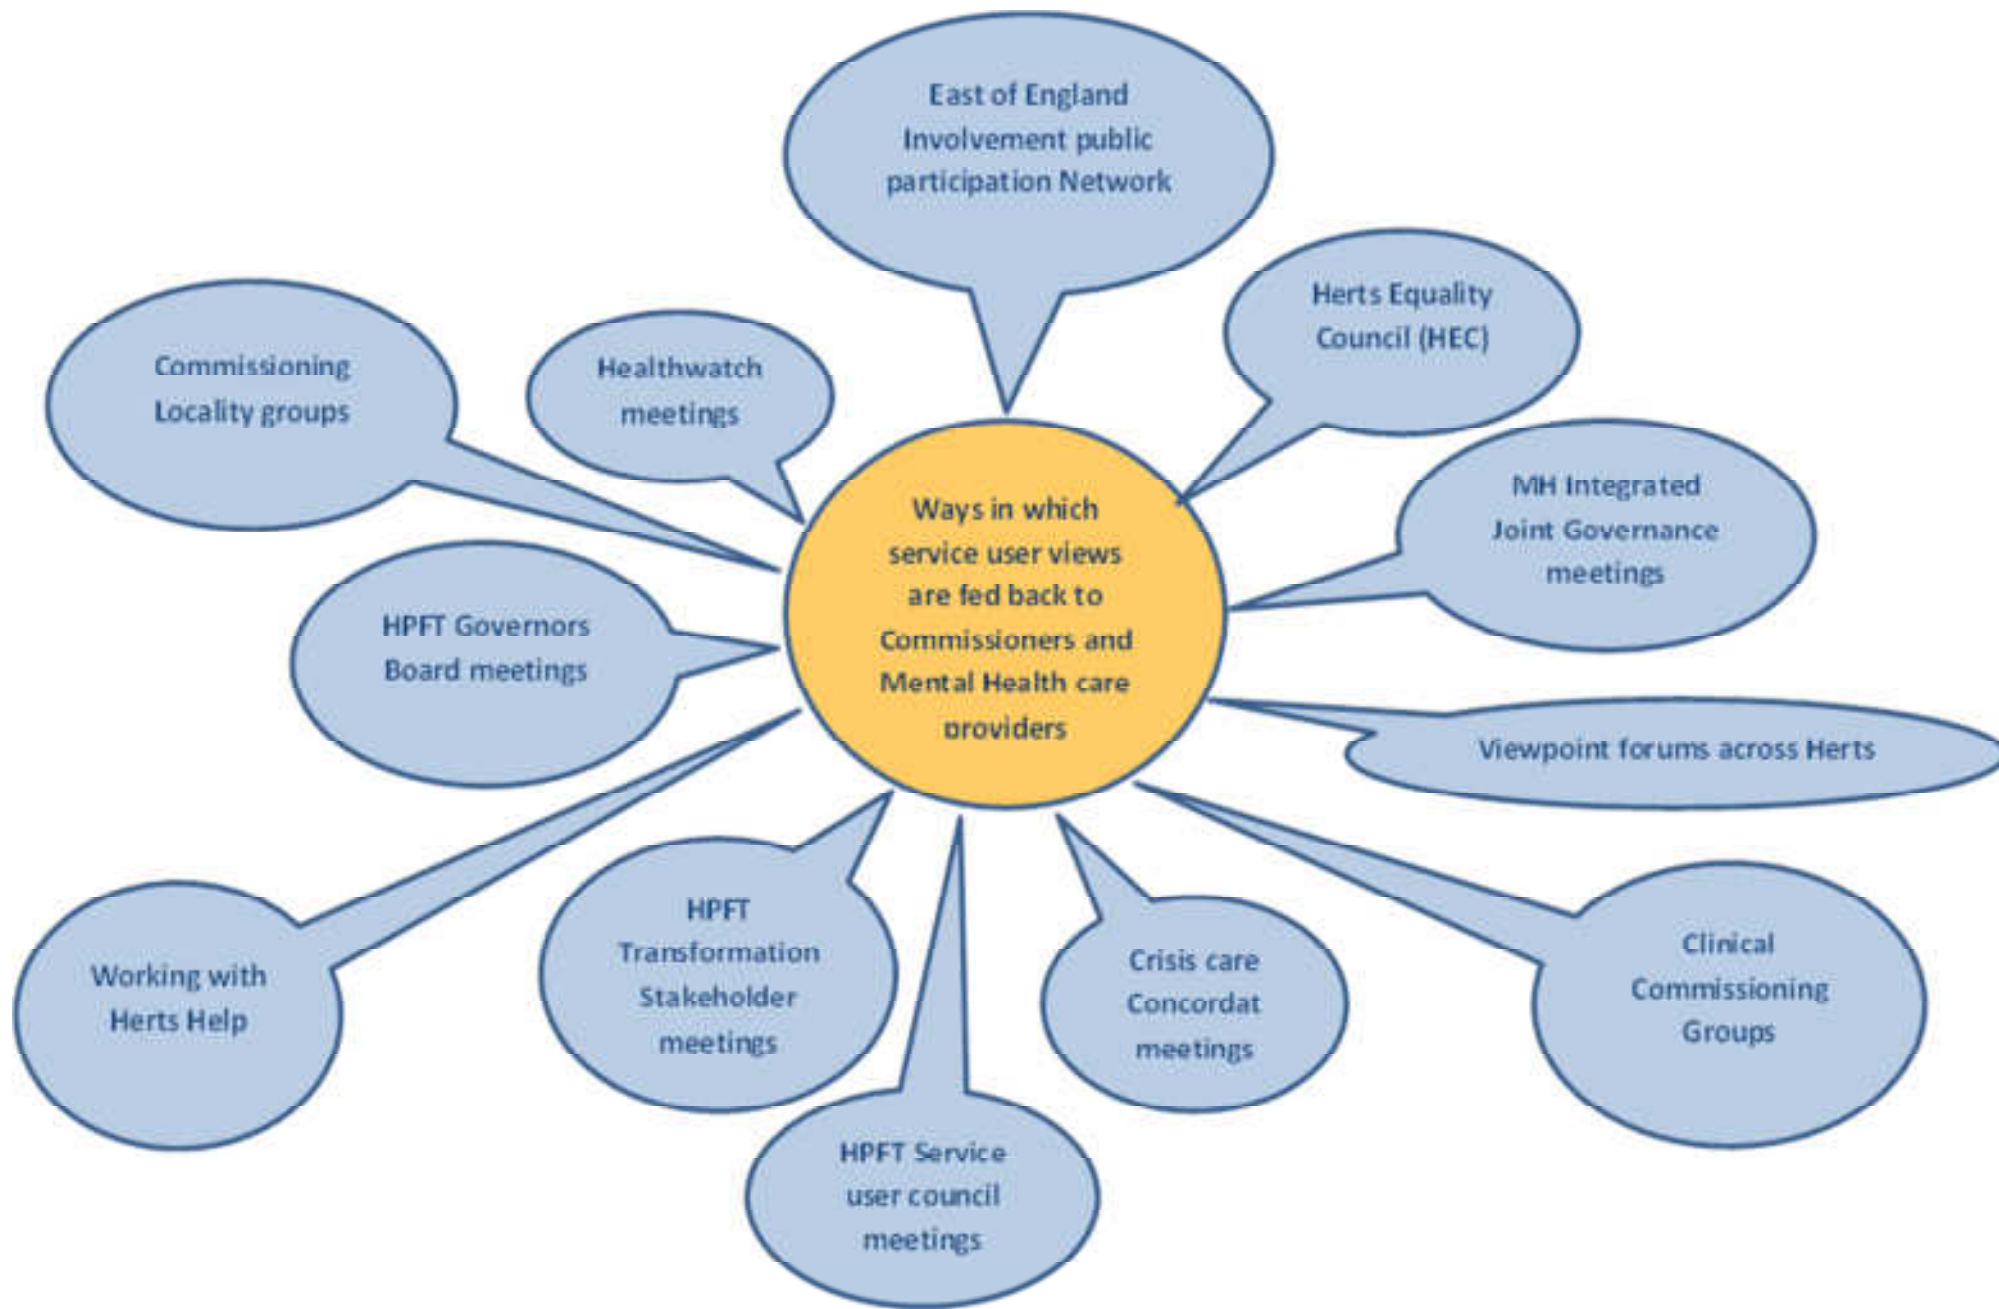 East of England
Involvement public
participation Network
Herts Equality
Council (HEC)
Commissioning
Locality groups
Healthwatch
meetings
MH Integrated
Joint Governance
meetings
Ways in which
service user views
are fed back to
Commissioners and
Mental Health care
providers
HPFT Governors
Board meetings
Viewpoint forums across Herts
Working with
Herts Help
HPFT
Transformation
Stakeholder
meetings
Crisis care
Concordat
meetings
Clinical
Commissioning
Groups
HPFT Service
user council
meetings